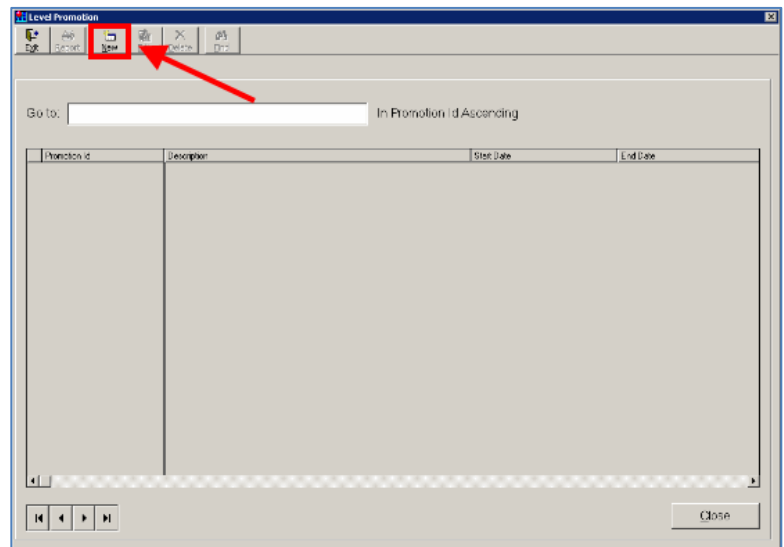 Level Promotion
Exit Report New Delete Find
Go to: In Promotion Id Ascending
Promotion Id Description Start Date End Date
Close